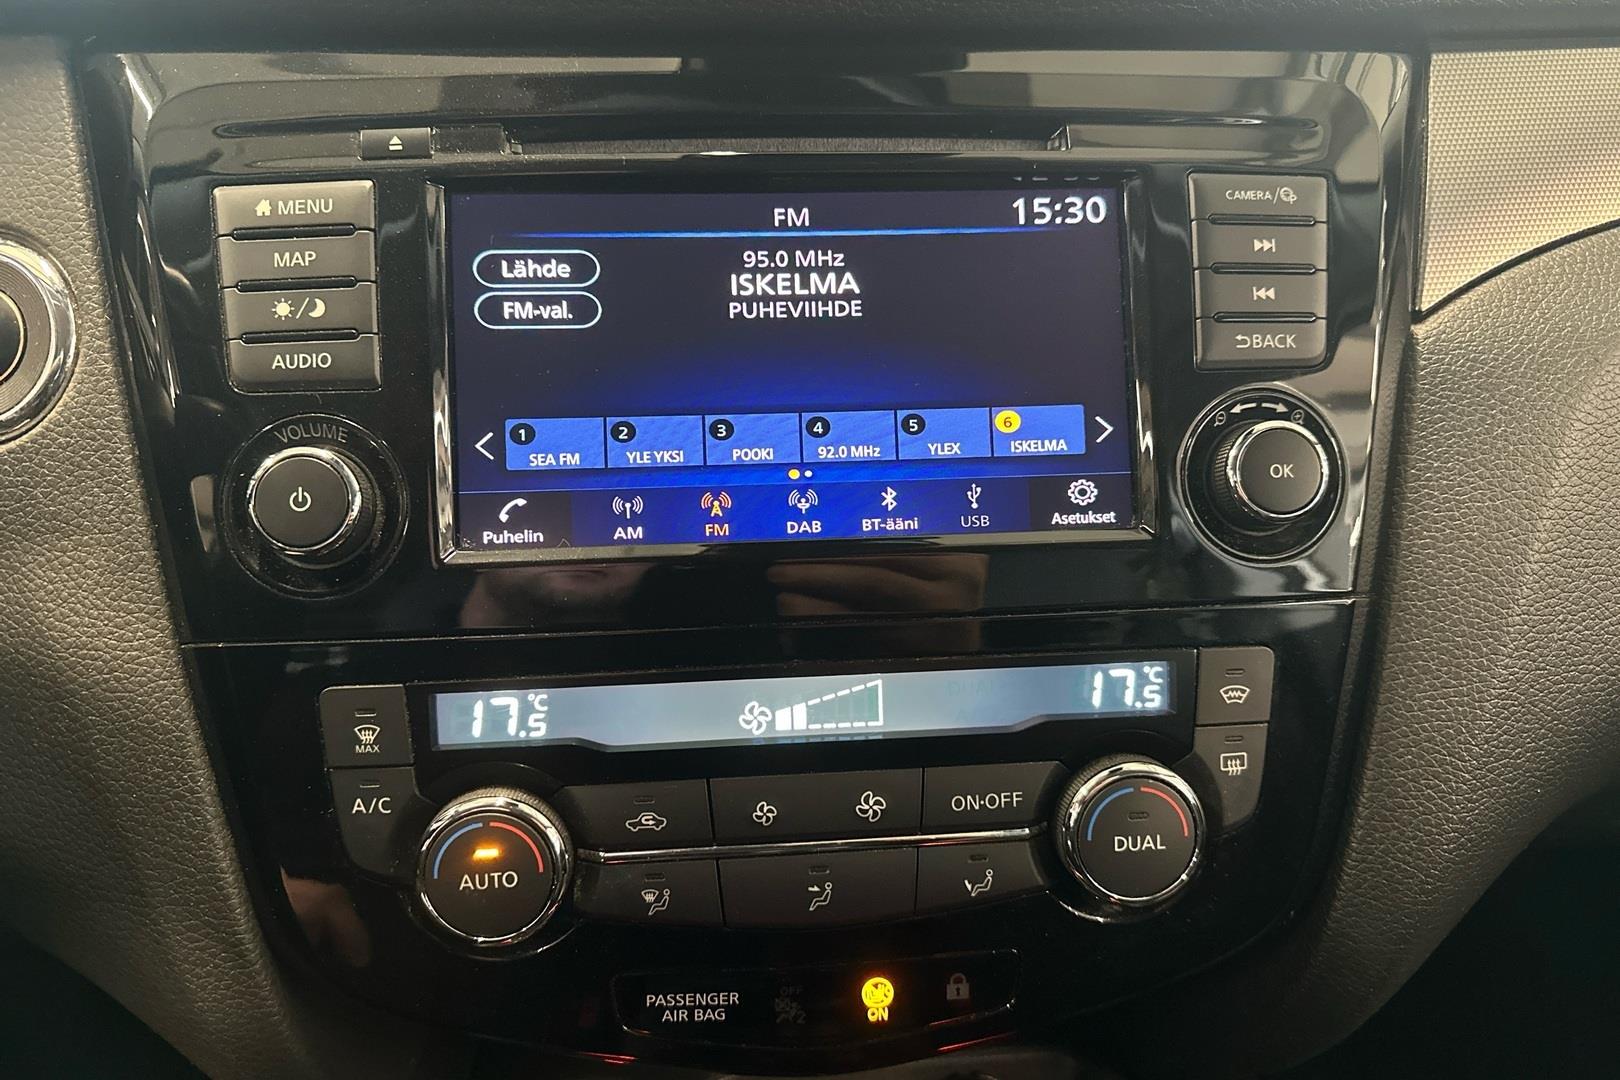 MENU
MAP
AUDIO
VOLUME
FM
15:30
Lähde
FM-val.
95.0 MHz
ISKELMA
PUHEVIIHDE
1 SEA FM
2 YLE YKSI
3 POOKI
4 92.0 MHz
5 YLEX
6 ISKELMA
Puhelin
AM
FM
DAB
BT-ääni
USB
Asetukset
CAMERA/
BACK
OK
17.5 °C
17.5 °C
MAX
A/C
AUTO
ON·OFF
DUAL
PASSENGER
AIR BAG
OFF
2
ON